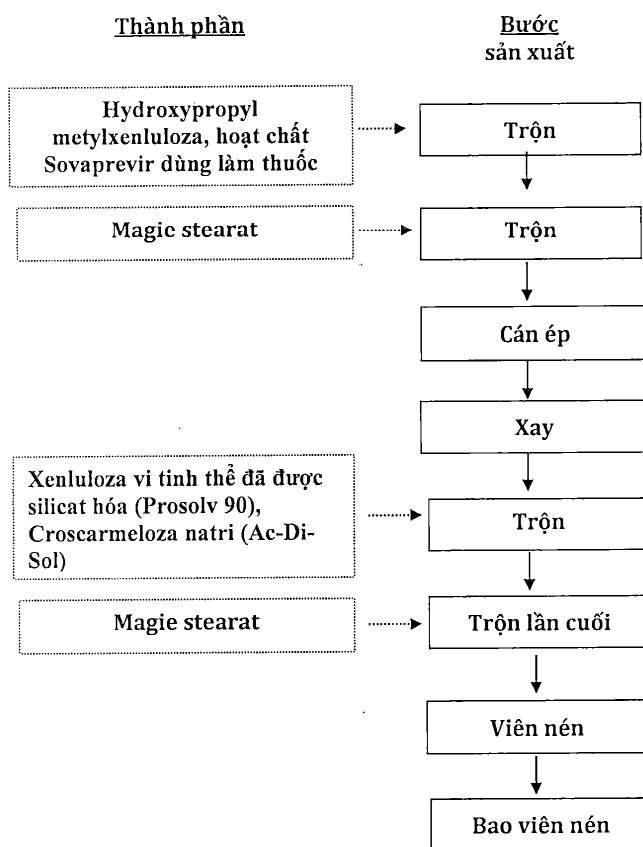 Thành phần
Bước
sản xuất
Hydroxypropyl
metylxenluloza, hoạt chất
Sovaprevir dùng làm thuốc
Trộn
Magie stearat
Trộn
Cán ép
Xay
Xenluloza vi tinh thể đã được
silicat hóa (Prosolv 90),
Croscarmeloza natri (Ac-Di-
Sol)
Trộn
Magie stearat
Trộn lần cuối
Viên nén
Bao viên nén